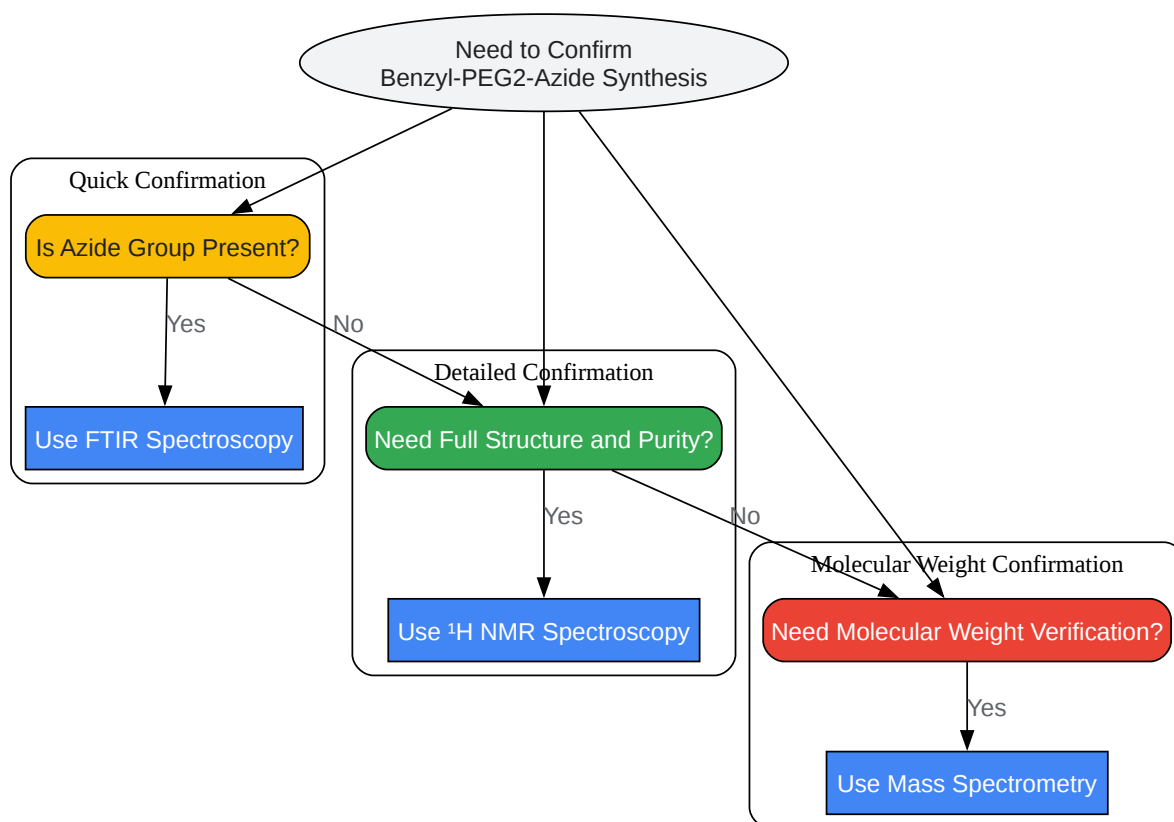 Need to Confirm
Benzyl-PEG2-Azide Synthesis
Quick Confirmation
Is Azide Group Present?
Yes
No
Use FTIR Spectroscopy
Detailed Confirmation
Need Full Structure and Purity?
Yes
No
Use ¹H NMR Spectroscopy
Molecular Weight Confirmation
Need Molecular Weight Verification?
Yes
Use Mass Spectrometry